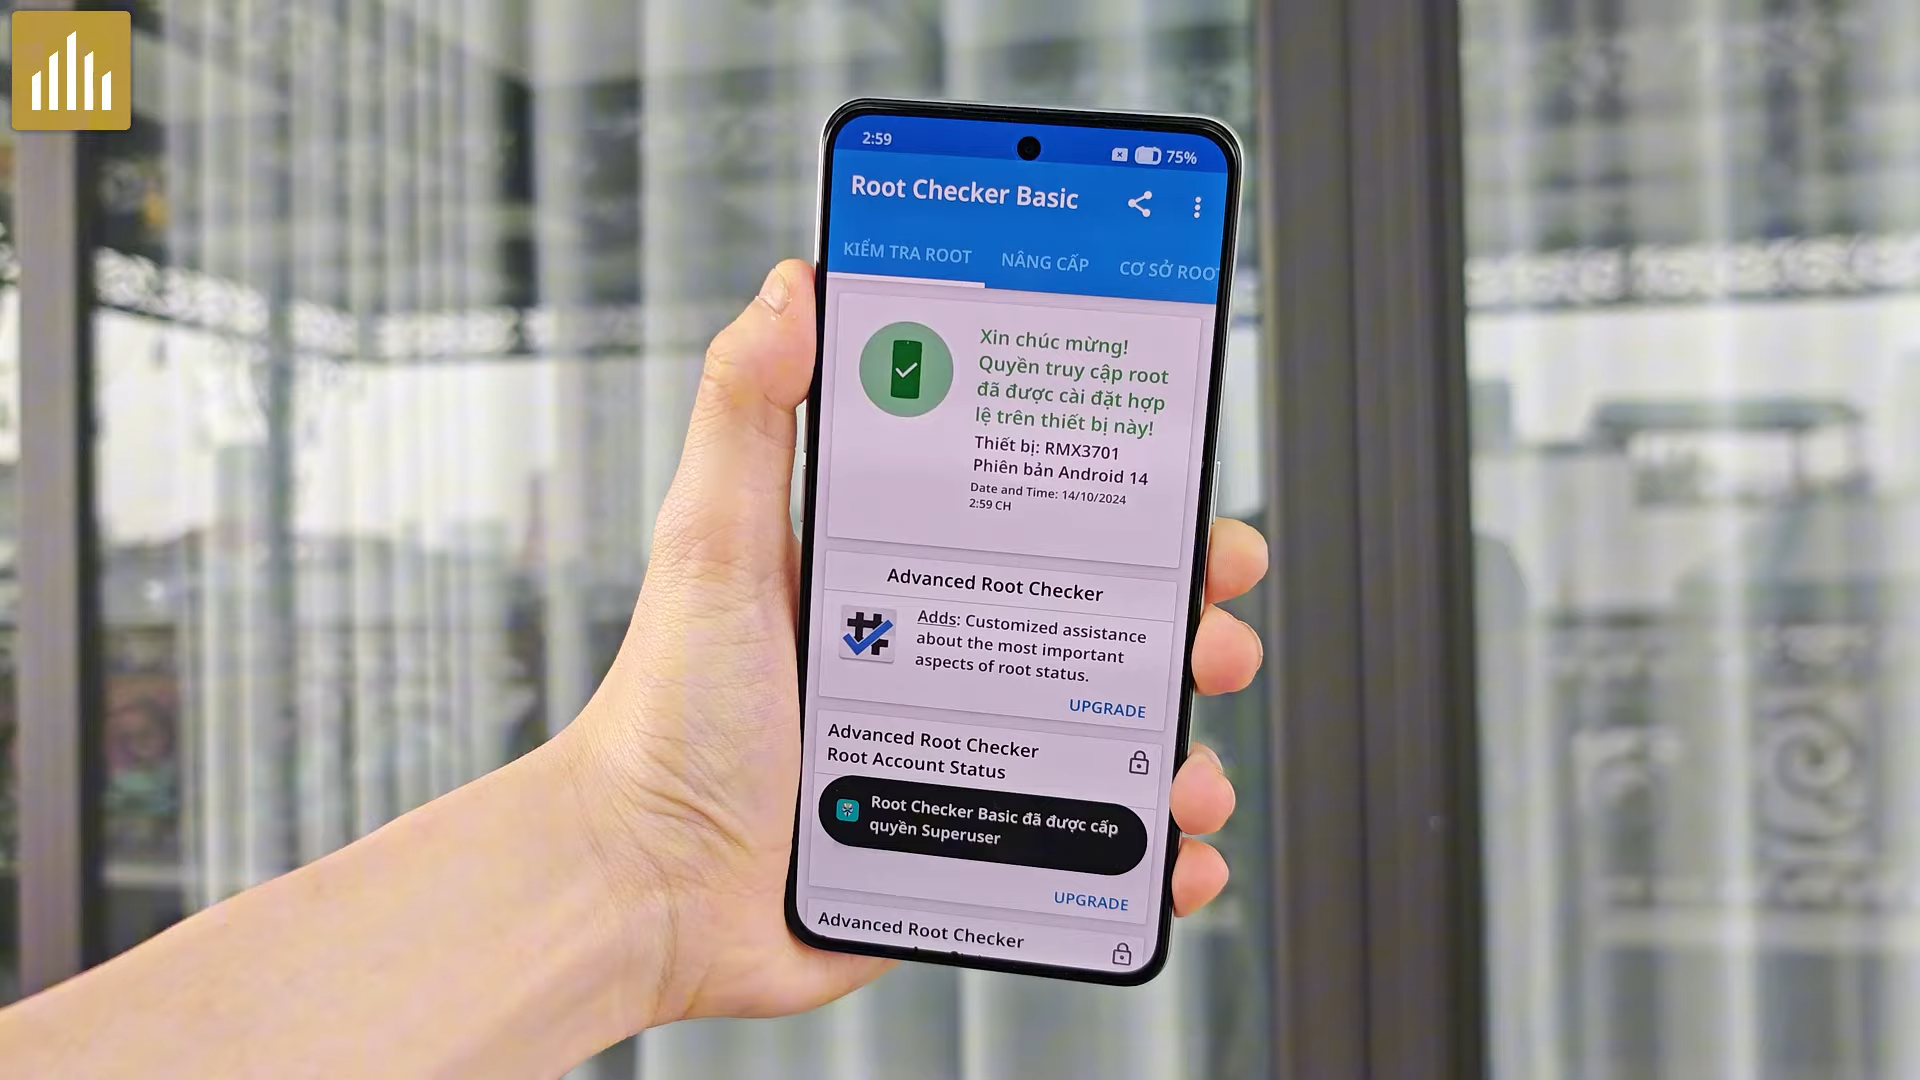 2:59
75%
Root Checker Basic
KIỂM TRA ROOT
NÂNG CẤP
CƠ SỞ ROOT
Xin chúc mừng!
Quyền truy cập root
đã được cài đặt hợp
lệ trên thiết bị này!
Thiết bị: RMX3701
Phiên bản Android 14
Date and Time: 14/10/2024
2:59 CH
Advanced Root Checker
Adds: Customized assistance
about the most important
aspects of root status.
UPGRADE
Advanced Root Checker
Root Account Status
Root Checker Basic đã được cấp
quyền Superuser
UPGRADE
Advanced Root Checker